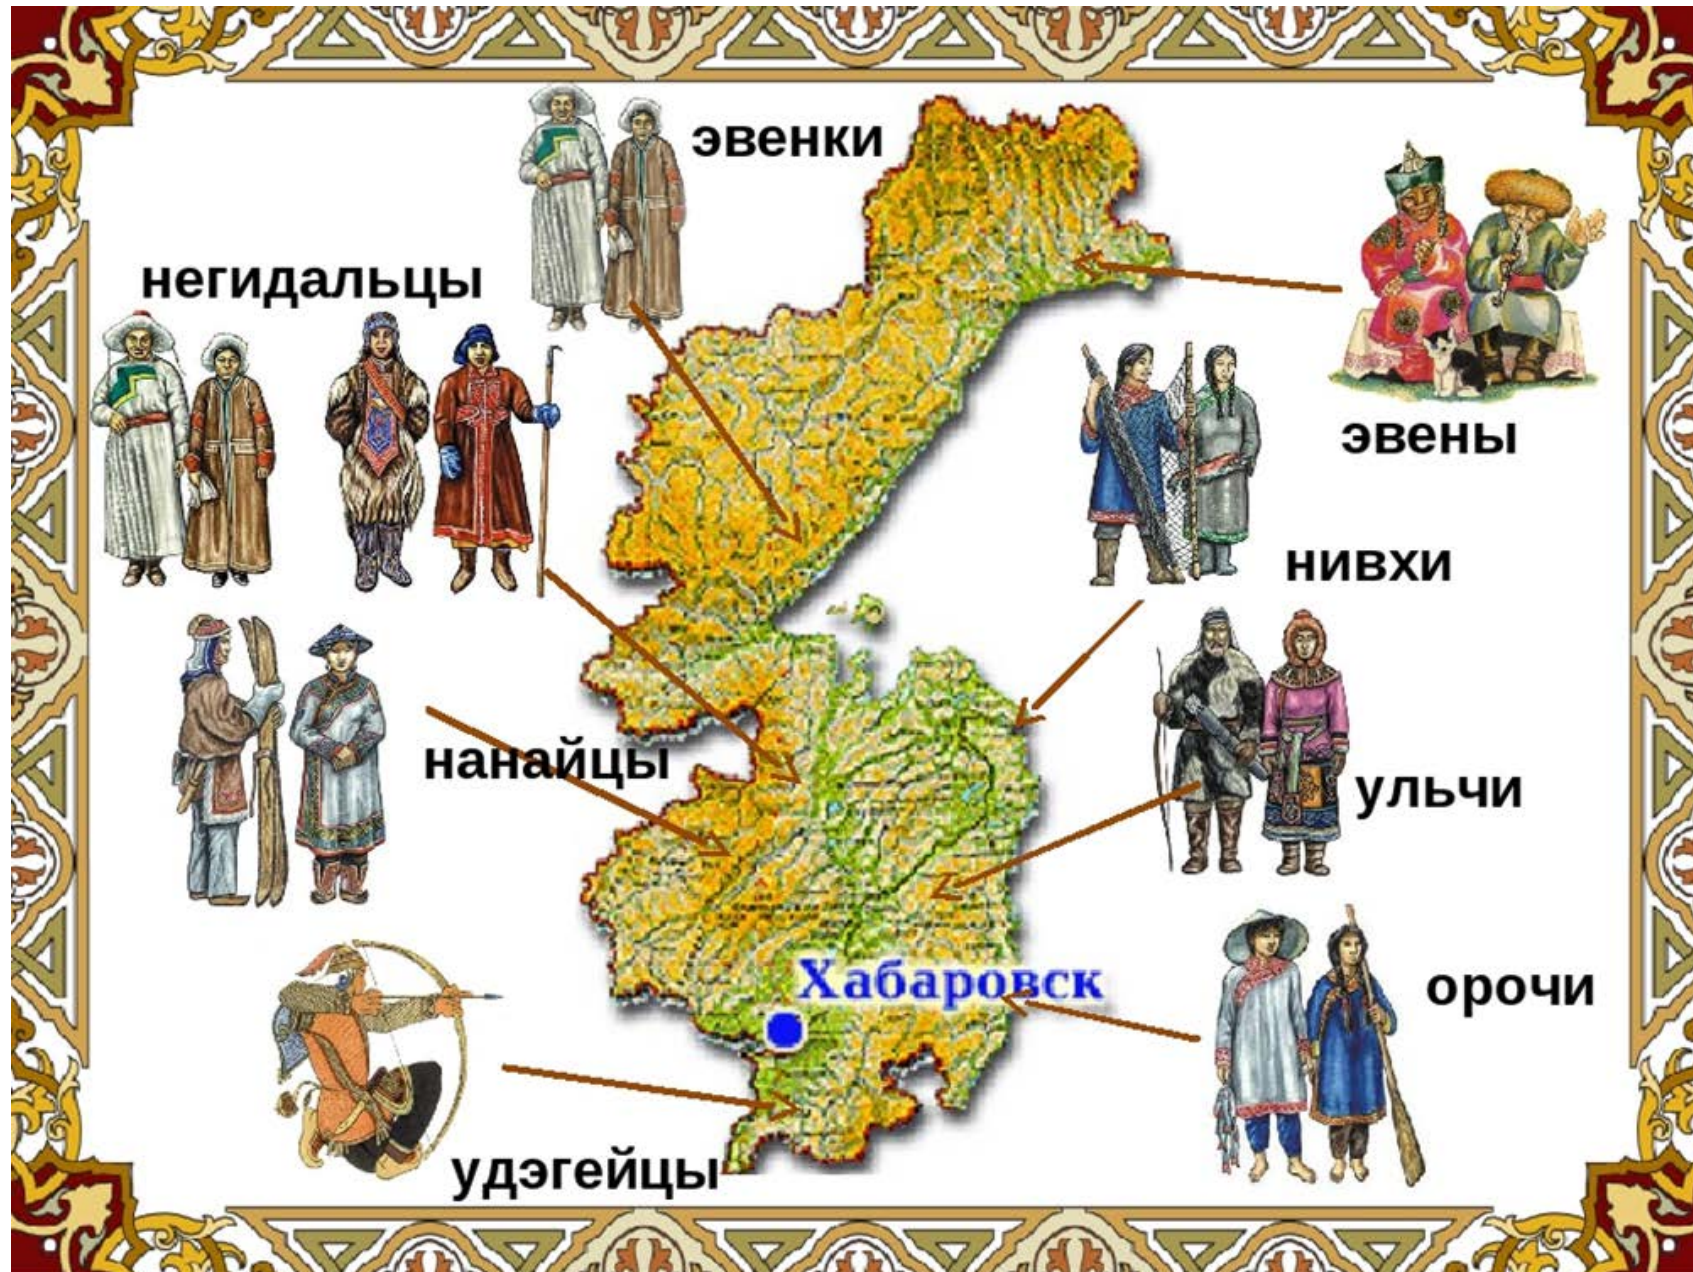 эвенки
негидальцы
эвены
нивхи
нанайцы
ульчи
Хабаровск
орочи
удэгейцы